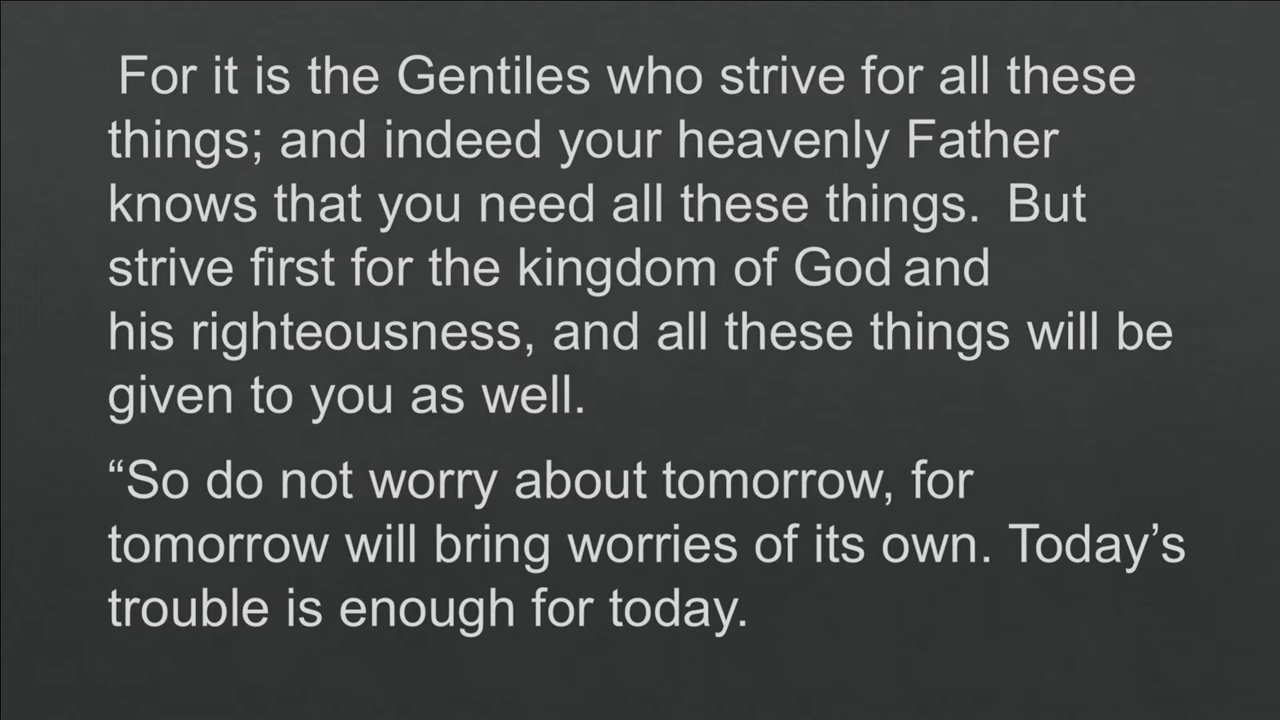 For it is the Gentiles who strive for all these
things; and indeed your heavenly Father
knows that you need all these things.  But
strive first for the kingdom of God and
his righteousness, and all these things will be
given to you as well.
“So do not worry about tomorrow, for
tomorrow will bring worries of its own. Today’s
trouble is enough for today.